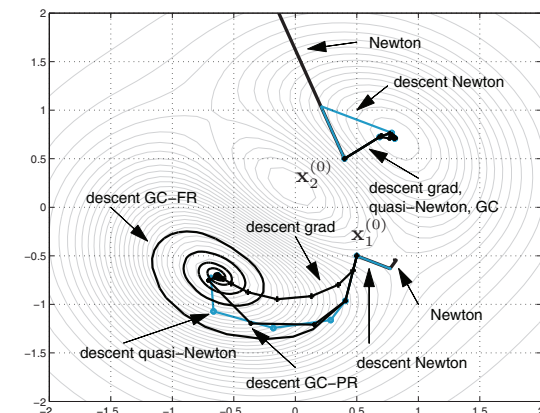 2
Newton
1.5
descent Newton
1
0.5
x_2^{(0)}
descent grad,
quasi−Newton, GC
descent GC−FR
0
descent grad
x_1^{(0)}
−0.5
−1
Newton
descent quasi−Newton
descent Newton
−1.5
descent GC−PR
−2
−2 −1.5 −1 −0.5 0 0.5 1 1.5 2